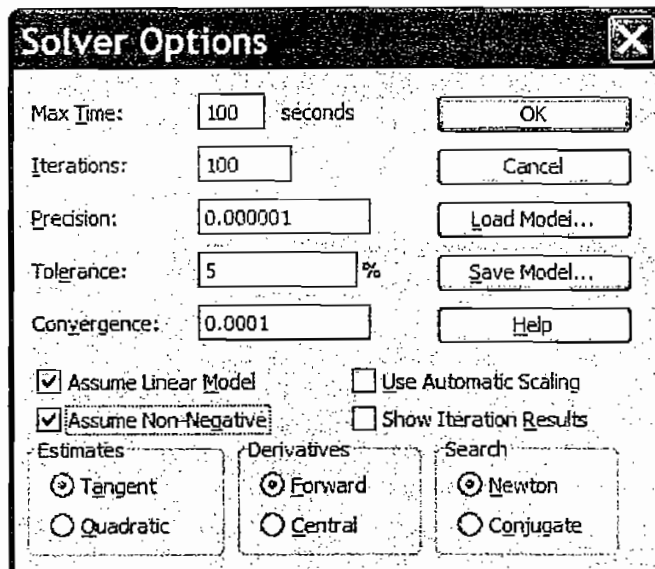 Solver Options
Max Time: 100 seconds OK
Iterations: 100 Cancel
Precision: 0.000001 Load Model...
Tolerance: 5 % Save Model...
Convergence: 0.0001 Help
Assume Linear Model Use Automatic Scaling
Assume Non-Negative Show Iteration Results
Estimates Derivatives Search
Tangent Forward Newton
Quadratic Central Conjugate